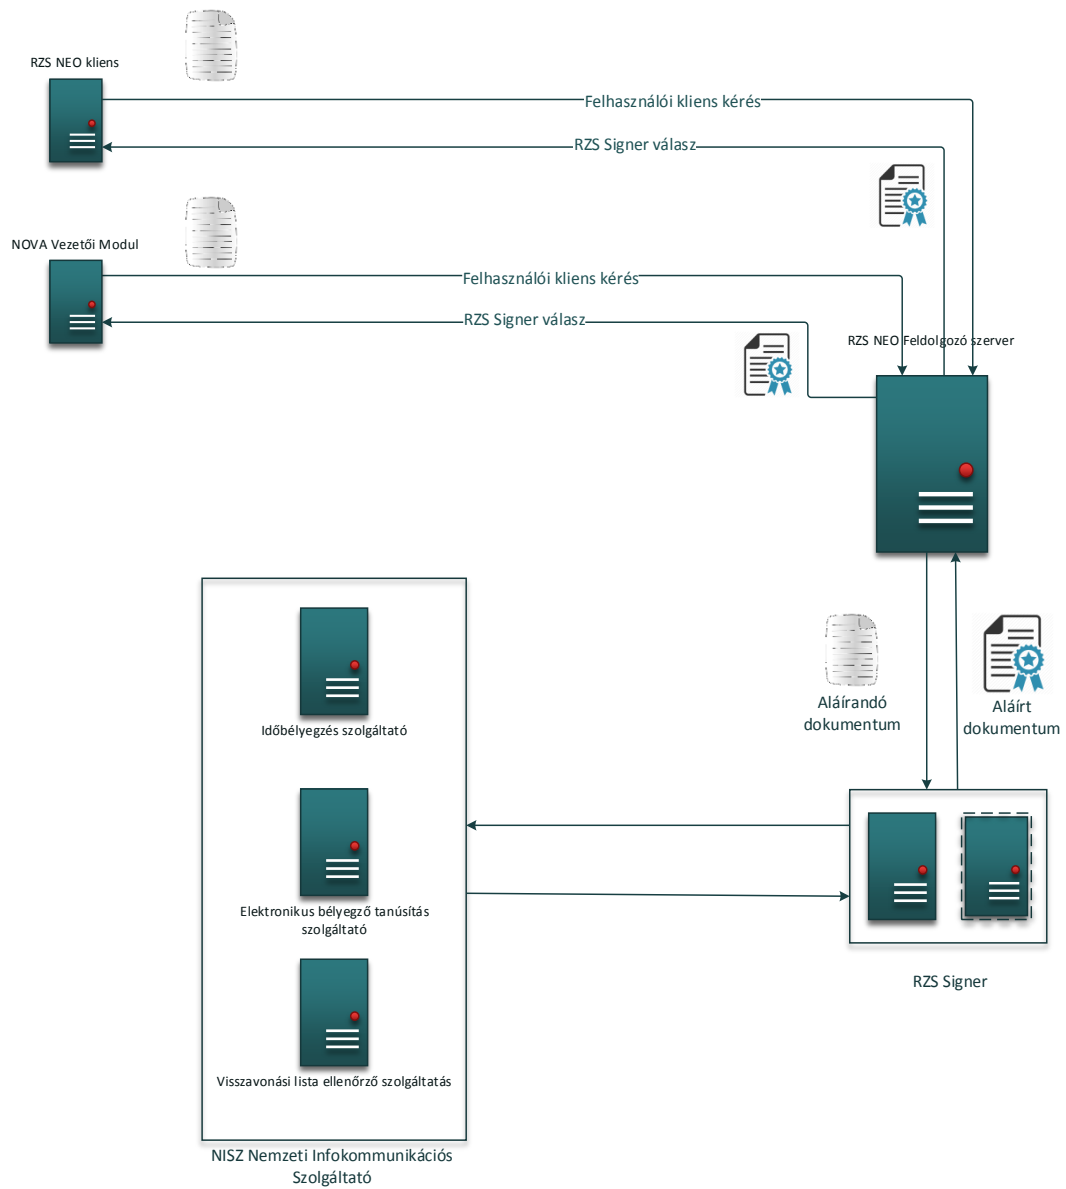 RZS NEO kliens
Felhasználói kliens kérés
RZS Signer válasz
NOVA Vezetői Modul
Felhasználói kliens kérés
RZS Signer válasz
RZS NEO Feldolgozó szerver
Aláírandó
dokumentum
Aláírt
dokumentum
Időbélyegzés szolgáltató
Elektronikus bélyegző tanúsítás
szolgáltató
RZS Signer
Visszavonási lista ellenőrző szolgáltatás
NISZ Nemzeti Infokommunikációs
Szolgáltató